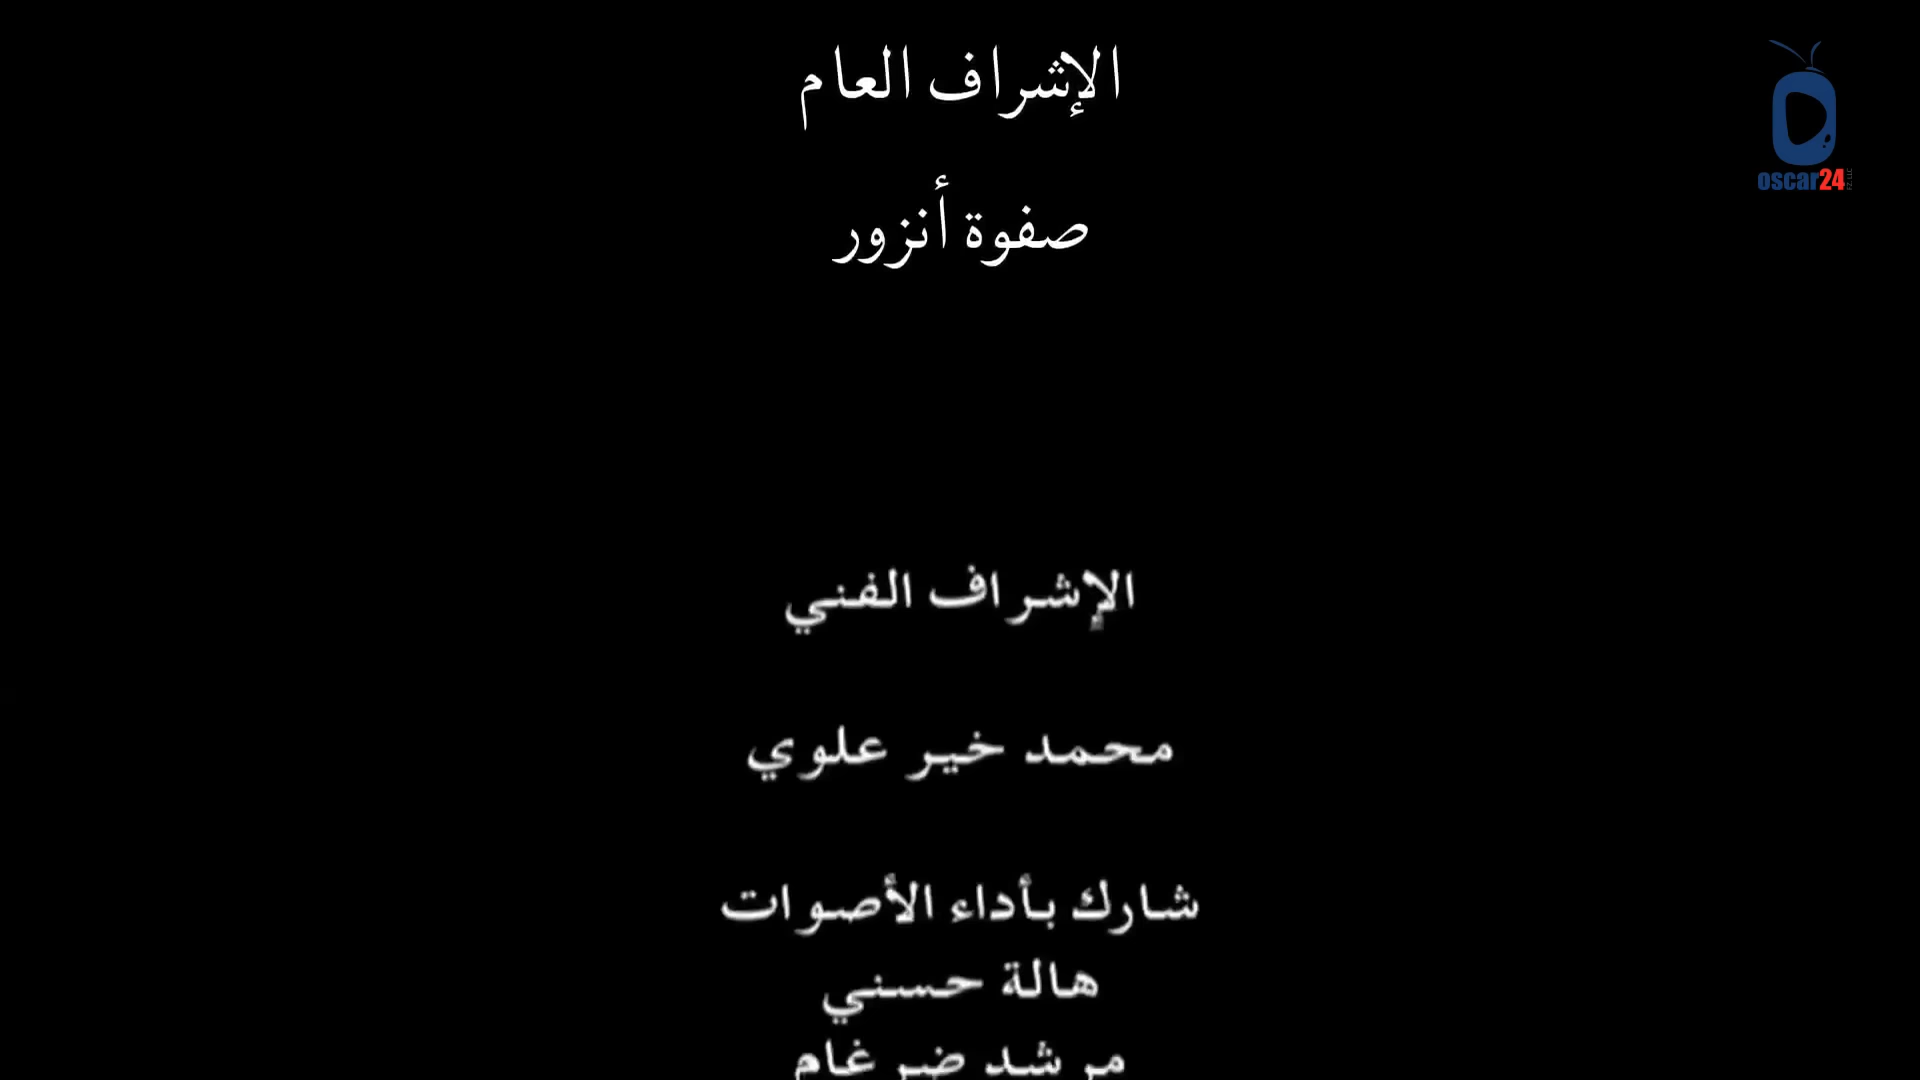 الإشراف العام
oscar24
صفوة أنزور
الإشراف الفني
محمد خير علوي
شارك بأداء الأصوات
هالة حسني
مرشد ضرغام